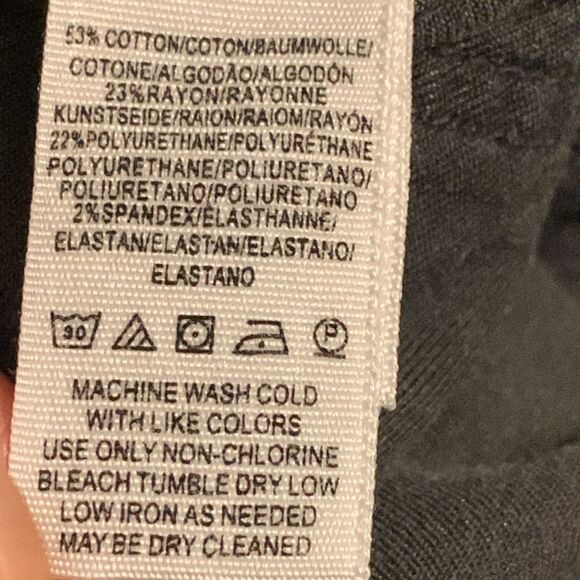 53% COTTON/COTON/BAUMWOLLE/
COTONE/ALGODÃO/ALGODÓN
23%RAYON/RAYONNE
KUNSTSEIDE/RAION/RAIOM/RAYÓN
22%POLYURETHANE/POLYURÉTHANE
POLYURETHANE/POLIURETANO/
POLIURETANO/POLIURETANO
2%SPANDEX/ÉLASTHANNE/
ELASTAN/ELASTAN/ELASTANO/
ELASTANO
30 P
MACHINE WASH COLD
WITH LIKE COLORS
USE ONLY NON-CHLORINE
BLEACH TUMBLE DRY LOW
LOW IRON AS NEEDED
MAY BE DRY CLEANED